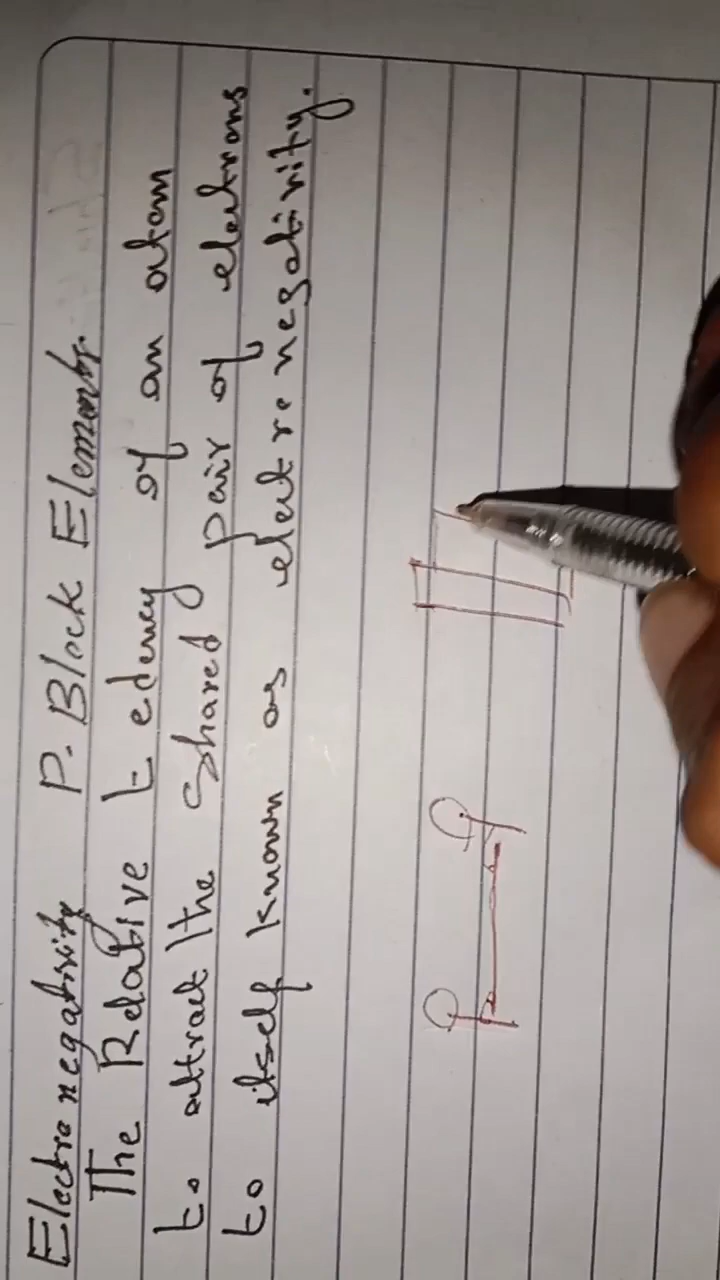 Electronegativity P. Block Elements.
The Relative tedency of an atom
to attract the shared pair of electrons
to itself known as electronegativity.